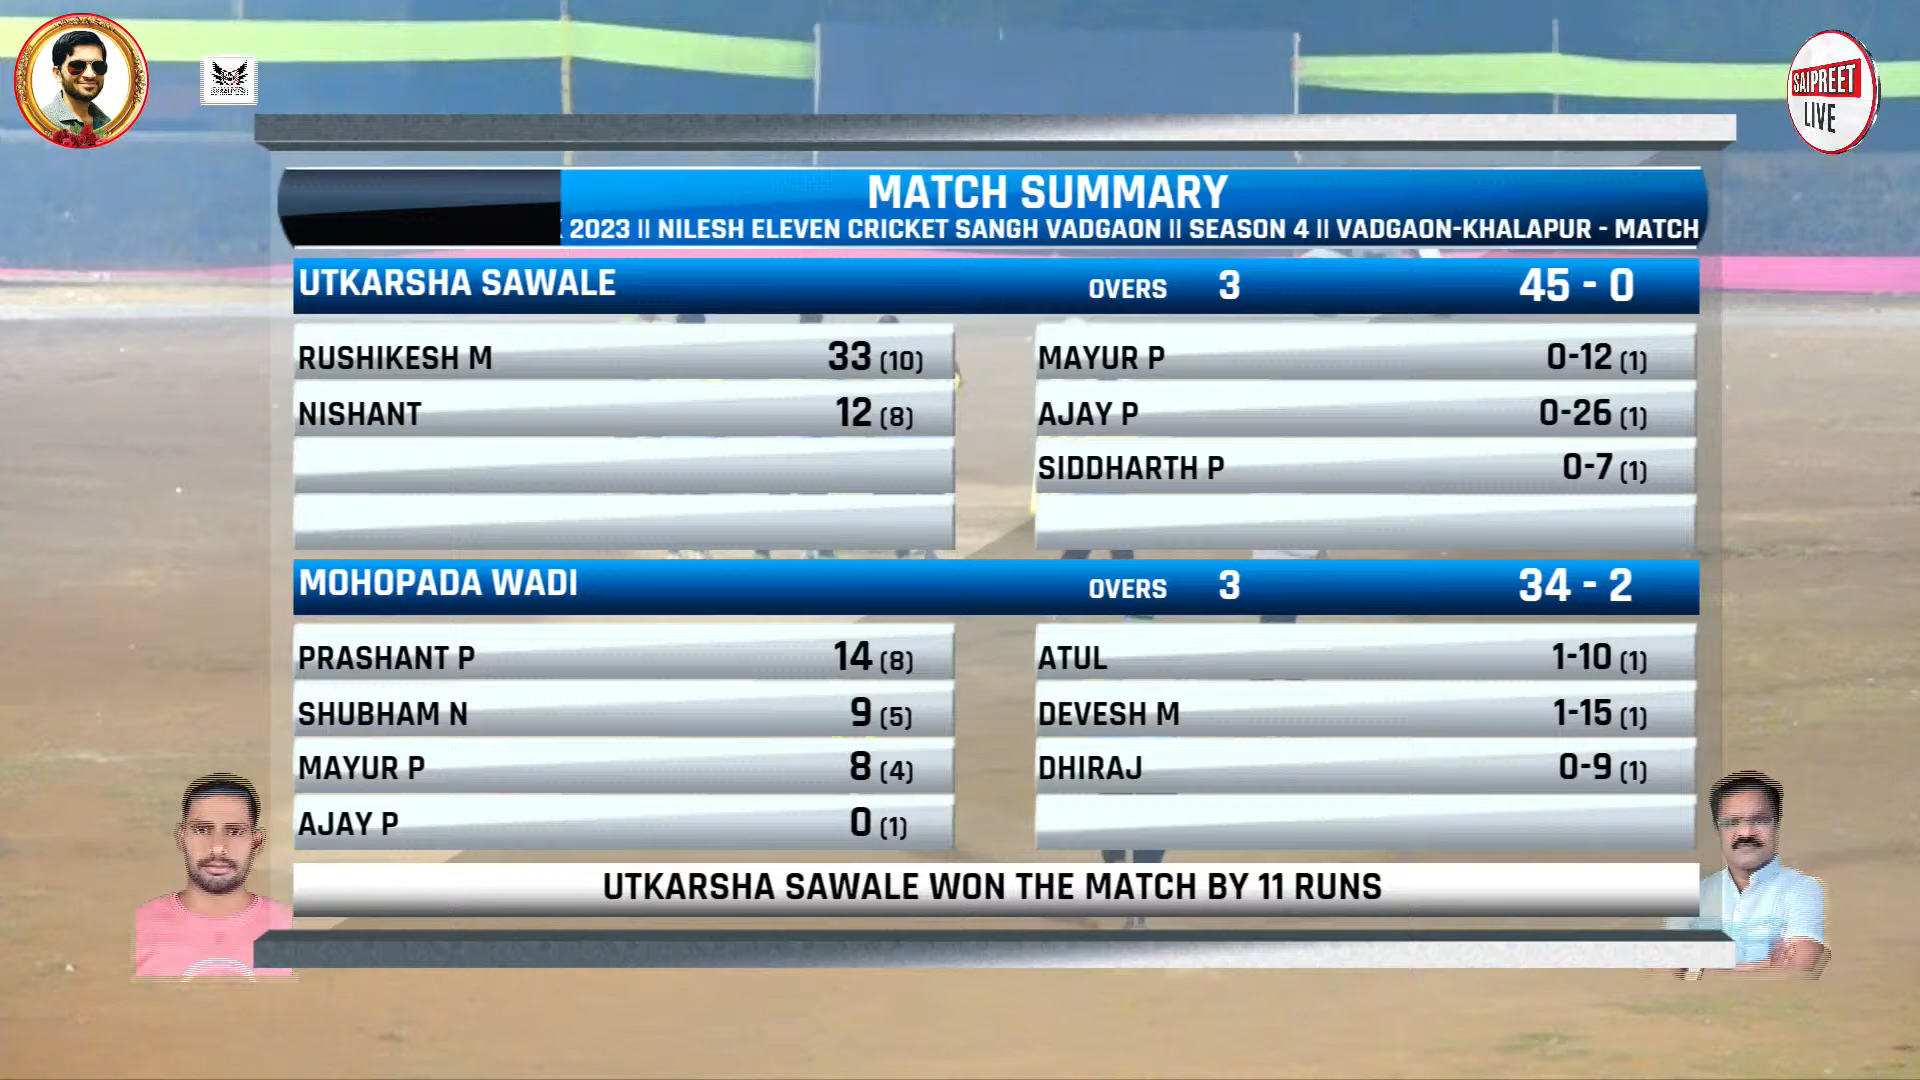 SAIPREET
LIVE
MATCH SUMMARY
2023 || NILESH ELEVEN CRICKET SANGH VADGAON || SEASON 4 || VADGAON-KHALAPUR - MATCH
UTKARSHA SAWALE OVERS 3 45 - 0
RUSHIKESH M 33 (10) MAYUR P 0-12 (1)
NISHANT 12 (8) AJAY P 0-26 (1)
SIDDHARTH P 0-7 (1)
MOHOPADA WADI OVERS 3 34 - 2
PRASHANT P 14 (8) ATUL 1-10 (1)
SHUBHAM N 9 (5) DEVESH M 1-15 (1)
MAYUR P 8 (4) DHIRAJ 0-9 (1)
AJAY P 0 (1)
UTKARSHA SAWALE WON THE MATCH BY 11 RUNS